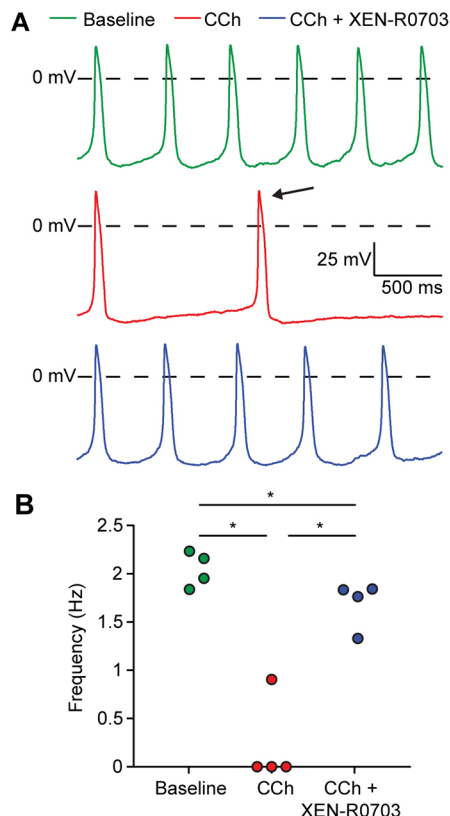 A
Baseline CCh CCh + XEN-R0703
0 mV
0 mV
25 mV
500 ms
0 mV
B
* 
* *
2.5
2
1.5
1
0.5
0
Frequency (Hz)
Baseline CCh CCh +
XEN-R0703